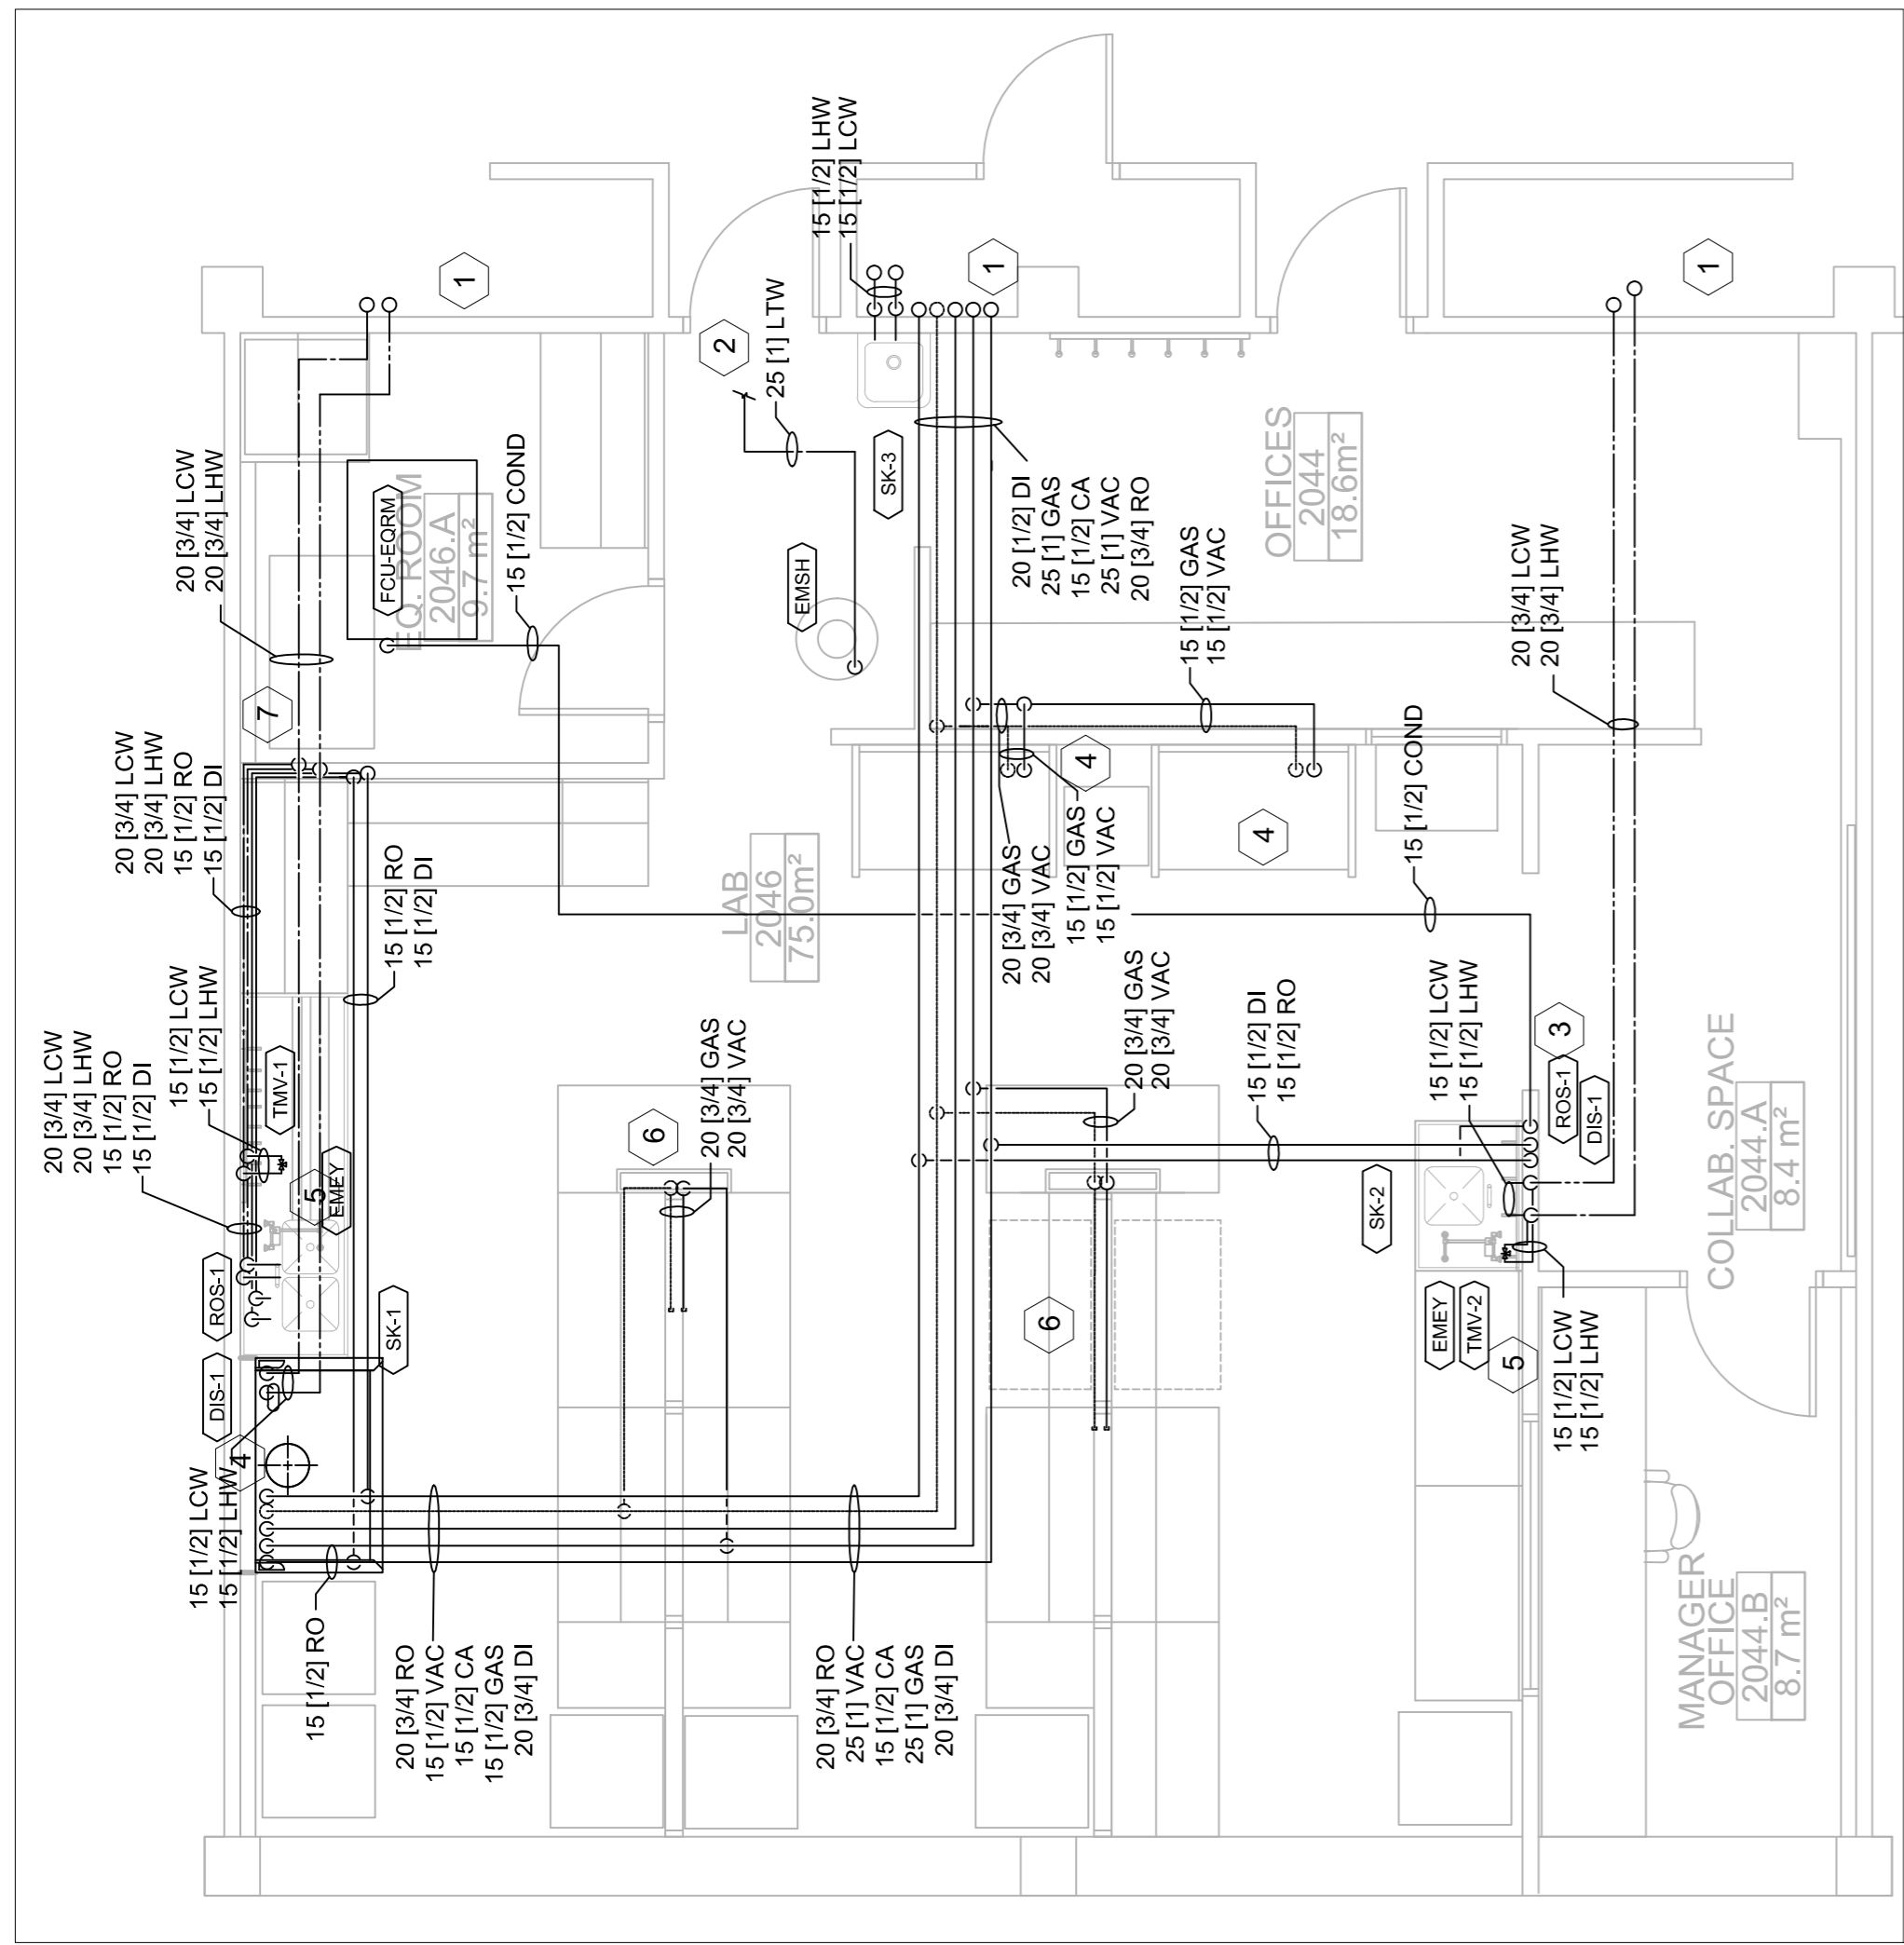 20 [3/4] LCW
20 [3/4] LHW
15 [1/2] RO
15 [1/2] DI
15 [1/2] LCW
15 [1/2] LHW
20 [3/4] LCW
20 [3/4] LHW
15 [1/2] RO
15 [1/2] DI
20 [3/4] LCW
20 [3/4] LHW
1
7
TMV-1
5
EMEY
ROS-1
DIS-1
4
15 [1/2] LCW
15 [1/2] LHW
SK-1
15 [1/2] RO
15 [1/2] RO
15 [1/2] DI
FCU-EQRM
EQ. ROOM
2046.A
9.7 m²
15 [1/2] COND
20 [3/4] RO
15 [1/2] VAC
15 [1/2] CA
15 [1/2] GAS
20 [3/4] DI
6
20 [3/4] GAS
20 [3/4] VAC
LAB
2046
75.0m²
2
25 [1] LTW
15 [1/2] LHW
15 [1/2] LCW
SK-3
EMSH
1
20 [3/4] RO
25 [1] VAC
15 [1/2] CA
25 [1] GAS
20 [3/4] DI
20 [1/2] DI
25 [1] GAS
15 [1/2] CA
25 [1] VAC
20 [3/4] RO
20 [3/4] GAS
20 [3/4] VAC
15 [1/2] GAS
15 [1/2] VAC
4
15 [1/2] GAS
15 [1/2] VAC
4
20 [3/4] GAS
20 [3/4] VAC
6
15 [1/2] DI
15 [1/2] RO
OFFICES
2044
18.6m²
15 [1/2] COND
SK-2
15 [1/2] LCW
15 [1/2] LHW
20 [3/4] LCW
20 [3/4] LHW
3
ROS-1
DIS-1
EMEY
TMV-2
5
15 [1/2] LCW
15 [1/2] LHW
1
COLLAB. SPACE
2044.A
8.4 m²
MANAGER
OFFICE
2044.B
8.7 m²